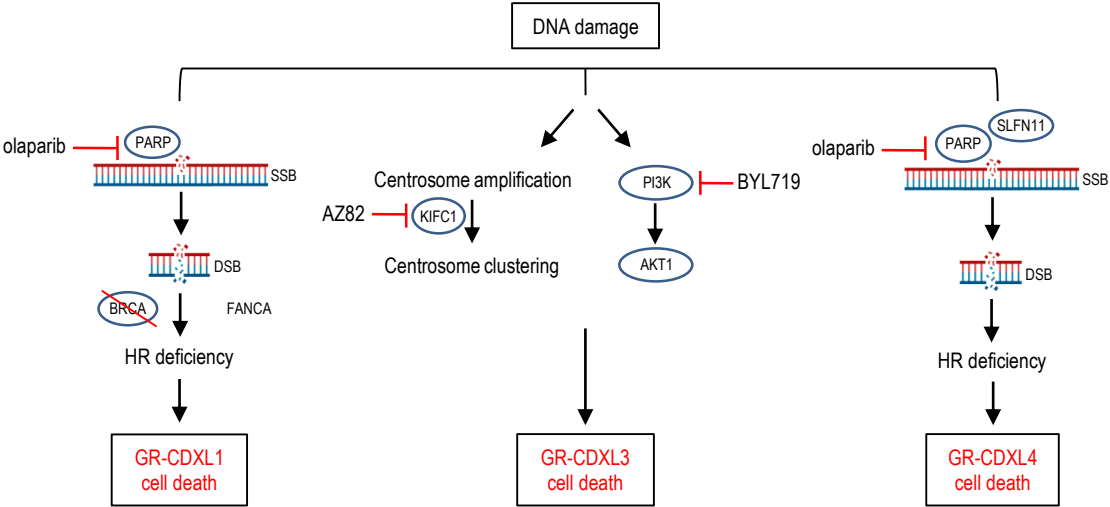 DNA damage
olaparib
PARP
SSB
DSB
BRCA
FANCA
HR deficiency
GR-CDXL1
cell death
Centrosome amplification
AZ82
KIFC1
Centrosome clustering
PI3K
BYL719
AKT1
GR-CDXL3
cell death
olaparib
PARP
SLFN11
SSB
DSB
HR deficiency
GR-CDXL4
cell death